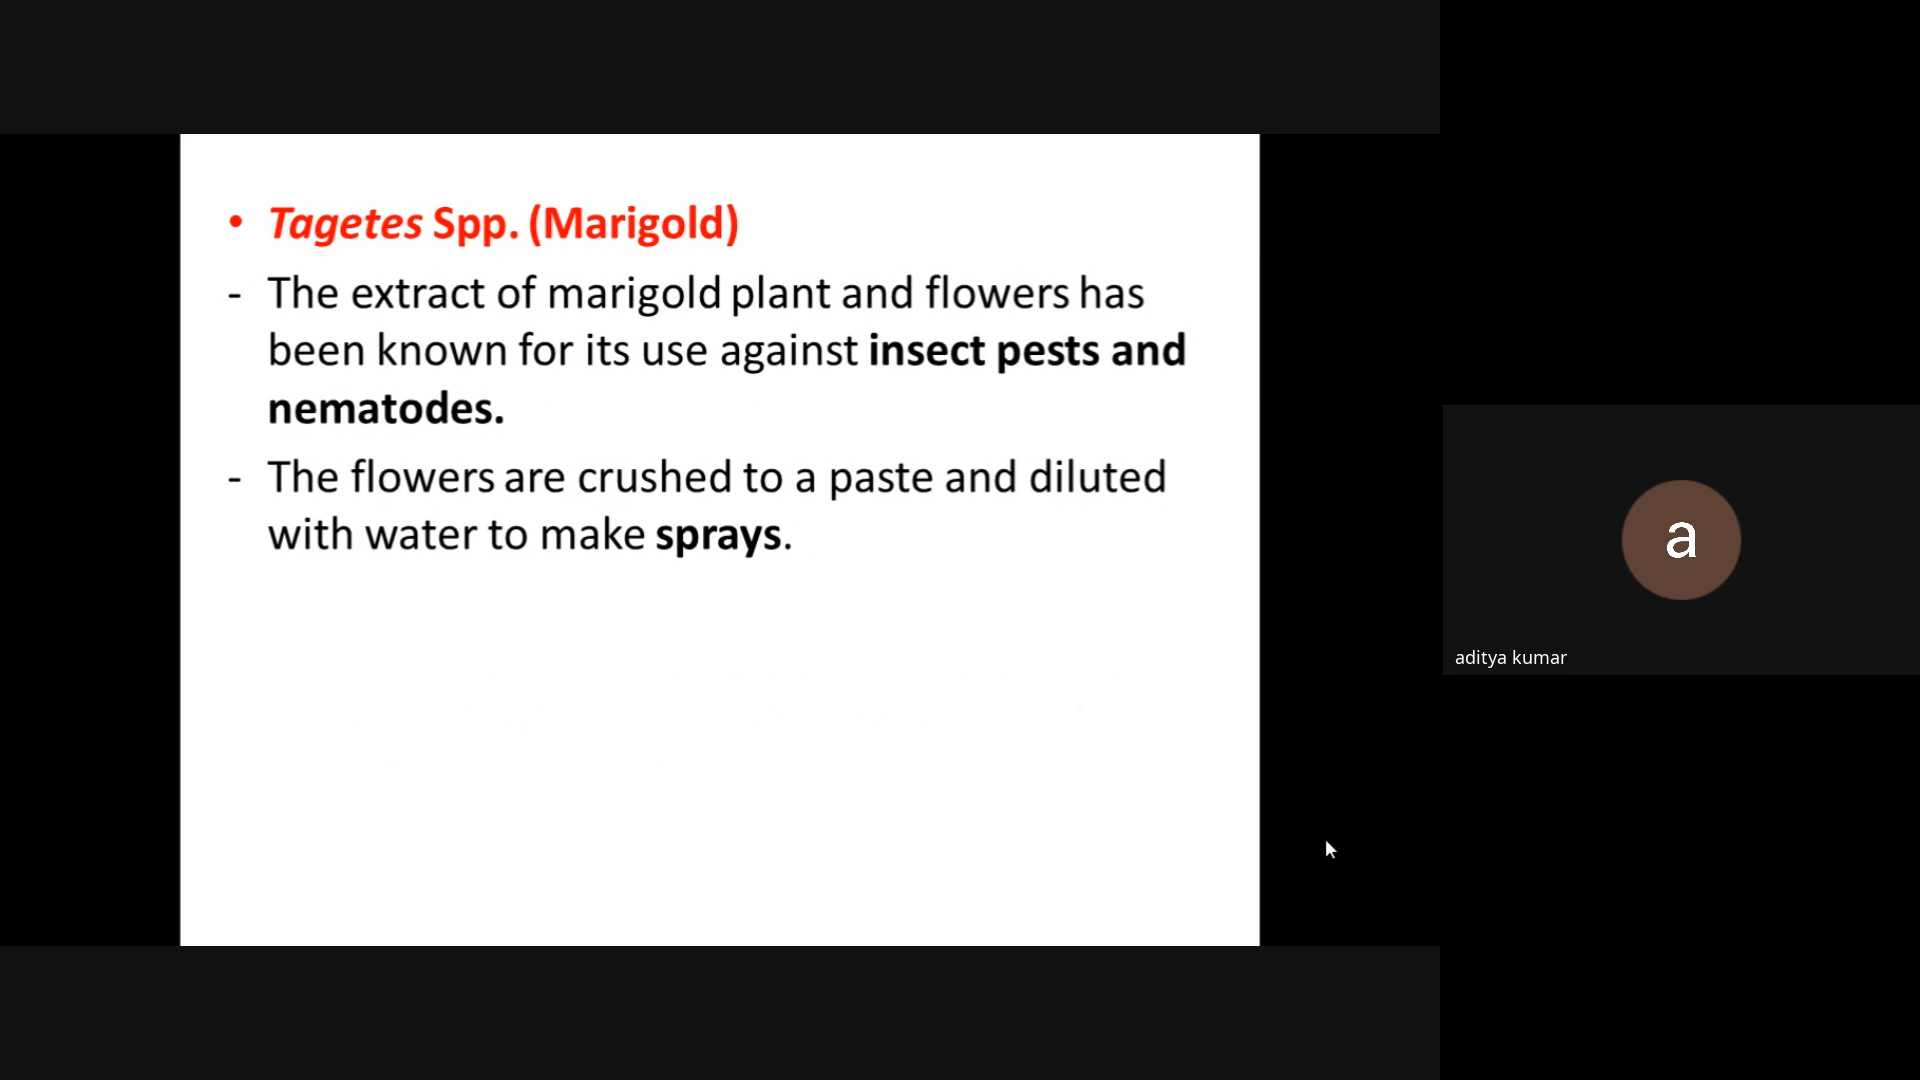 • Tagetes Spp. (Marigold)
- The extract of marigold plant and flowers has
been known for its use against insect pests and
nematodes.
- The flowers are crushed to a paste and diluted
with water to make sprays.
a
aditya kumar